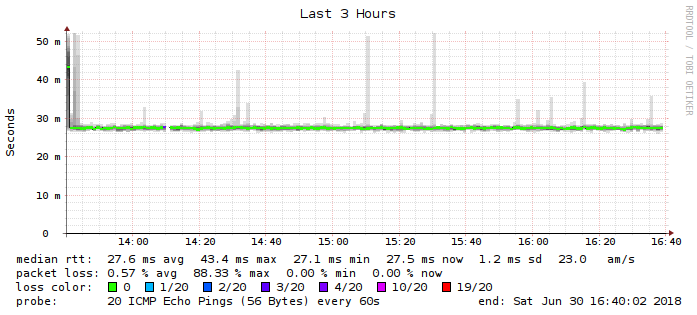 Last 3 Hours
RRDTOOL / TOBI OETIKER
Seconds
50 m
40 m
30 m
20 m
10 m
0
14:00 14:20 14:40 15:00 15:20 15:40 16:00 16:20 16:40
median rtt: 27.6 ms avg 43.4 ms max 27.1 ms min 27.5 ms now 1.2 ms sd 23.0 am/s
packet loss: 0.57 % avg 88.33 % max 0.00 % min 0.00 % now
loss color: 0 1/20 2/20 3/20 4/20 10/20 19/20
probe: 20 ICMP Echo Pings (56 Bytes) every 60s end: Sat Jun 30 16:40:02 2018